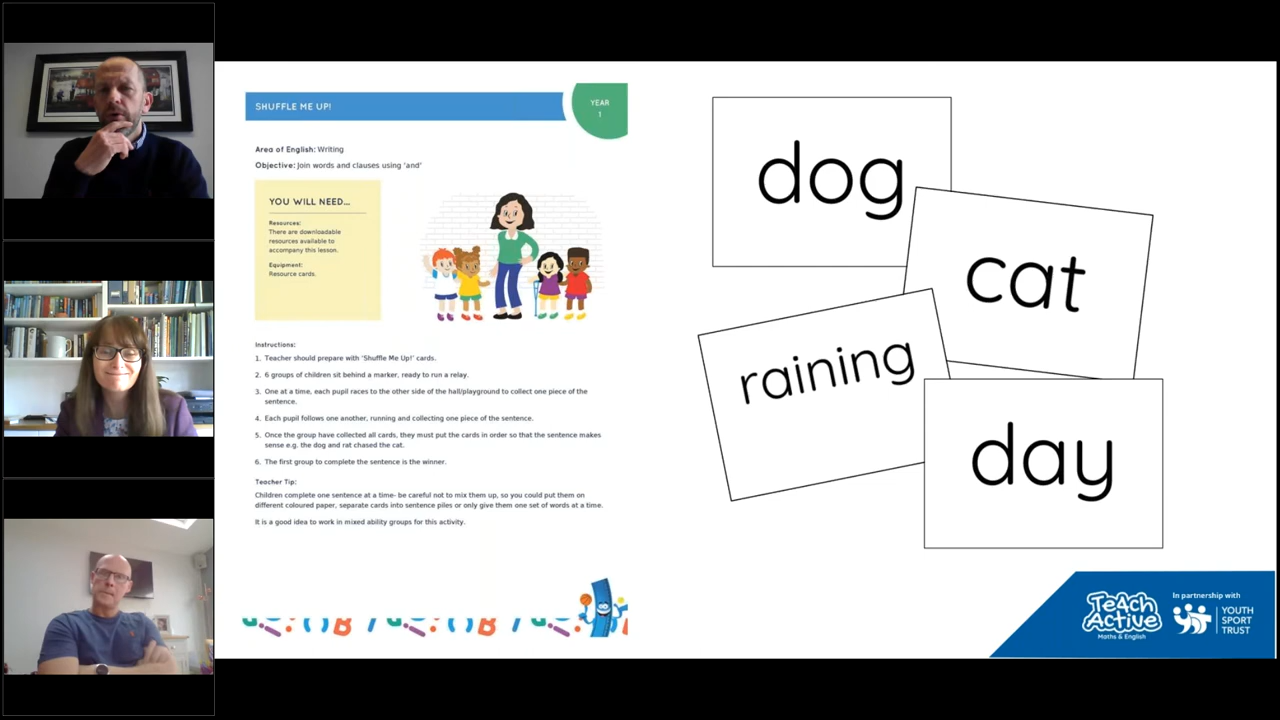 SHUFFLE ME UP!
YEAR
1
Area of English: Writing
Objective: Join words and clauses using 'and'
YOU WILL NEED...
Resources:
There are downloadable
resources available to
accompany this lesson.
Equipment:
Resource cards.
Instructions:
1. Teacher should prepare with 'Shuffle Me Up!' cards.
2. 6 groups of children sit behind a marker, ready to run a relay.
3. One at a time, each pupil races to the other side of the hall/playground to collect one piece of the
sentence.
4. Each pupil follows one another, running and collecting one piece of the sentence.
5. Once the group have collected all cards, they must put the cards in order so that the sentence makes
sense e.g. the dog and rat chased the cat.
6. The first group to complete the sentence is the winner.
Teacher Tip:
Children complete one sentence at a time- be careful not to mix them up, so you could put them on
different coloured paper, separate cards into sentence piles or only give them one set of words at a time.
It is a good idea to work in mixed ability groups for this activity.
dog
cat
raining
day
TeAch
Active
Maths & English
In partnership with
YOUTH
SPORT
TRUST